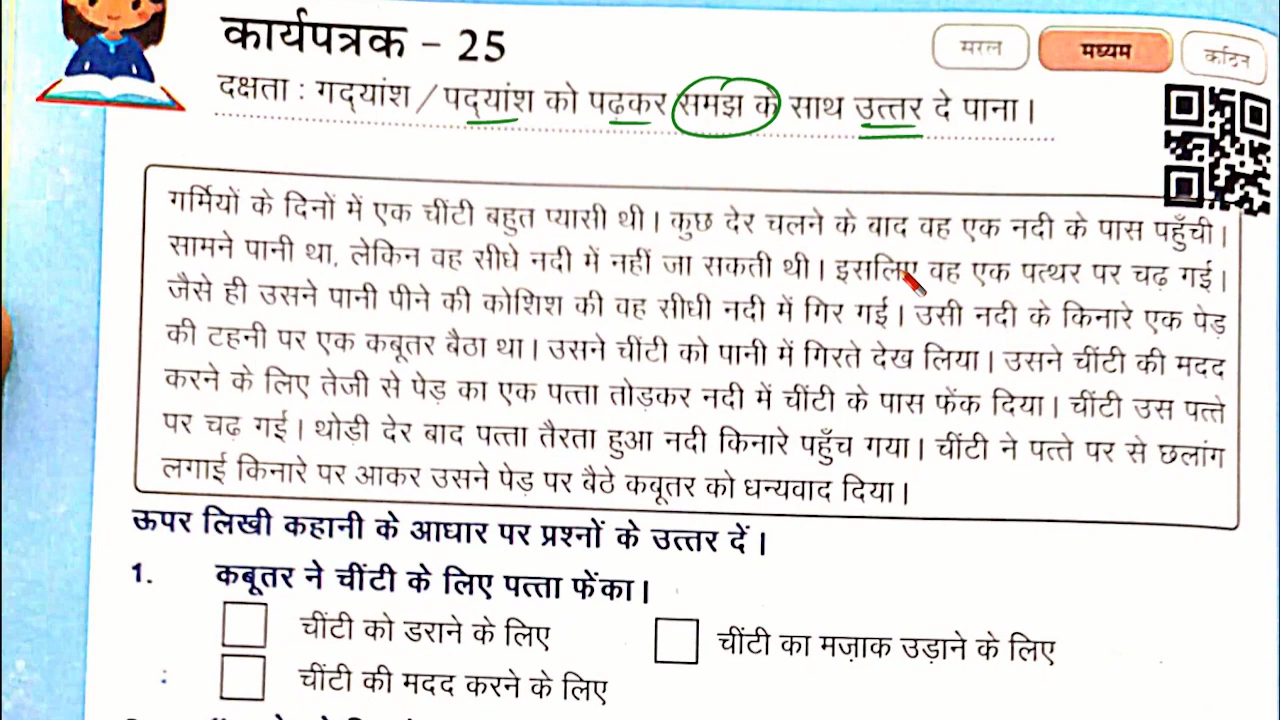 कार्यपत्रक - 25
सरल मध्यम कठिन
दक्षता : गद्यांश / पद्यांश को पढ़कर समझ के साथ उत्तर दे पाना।
गर्मियों के दिनों में एक चींटी बहुत प्यासी थी। कुछ देर चलने के बाद वह एक नदी के पास पहुँची।
सामने पानी था, लेकिन वह सीधे नदी में नहीं जा सकती थी। इसलिए वह एक पत्थर पर चढ़ गई।
जैसे ही उसने पानी पीने की कोशिश की वह सीधी नदी में गिर गई। उसी नदी के किनारे एक पेड़
की टहनी पर एक कबूतर बैठा था। उसने चींटी को पानी में गिरते देख लिया। उसने चींटी की मदद
करने के लिए तेजी से पेड़ का एक पत्ता तोड़कर नदी में चींटी के पास फेंक दिया। चींटी उस पत्ते
पर चढ़ गई। थोड़ी देर बाद पत्ता तैरता हुआ नदी किनारे पहुँच गया। चींटी ने पत्ते पर से छलांग
लगाई किनारे पर आकर उसने पेड़ पर बैठे कबूतर को धन्यवाद दिया।
ऊपर लिखी कहानी के आधार पर प्रश्नों के उत्तर दें।
1. कबूतर ने चींटी के लिए पत्ता फेंका।
चींटी को डराने के लिए चींटी का मज़ाक उड़ाने के लिए
चींटी की मदद करने के लिए